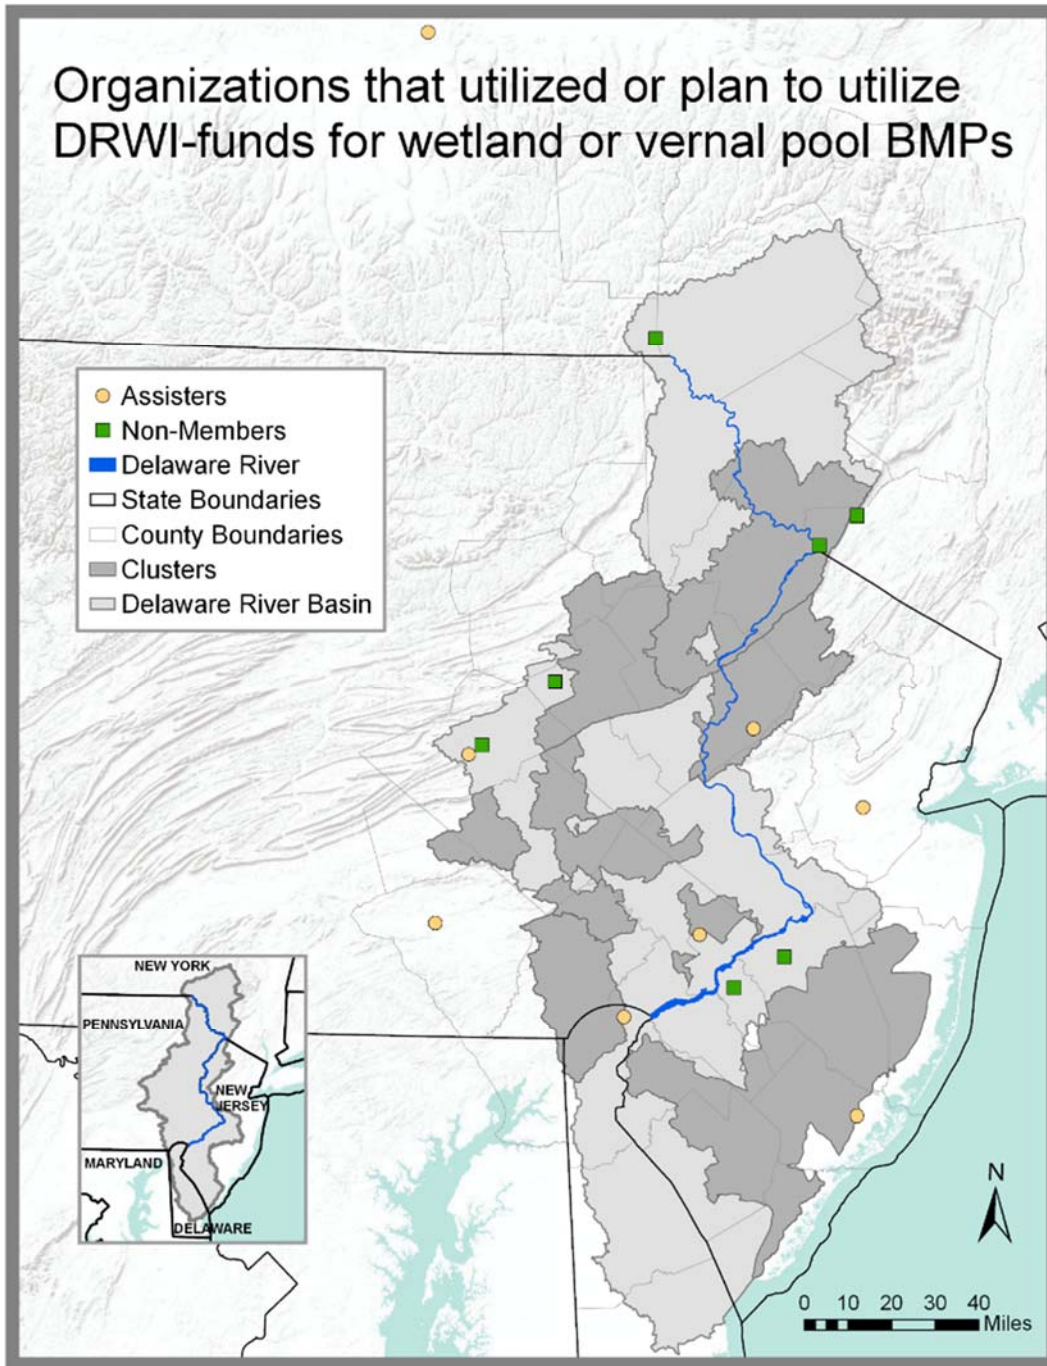 Organizations that utilized or plan to utilize
DRWI-funds for wetland or vernal pool BMPs
Assisters
Non-Members
Delaware River
State Boundaries
County Boundaries
Clusters
Delaware River Basin
NEW YORK
PENNSYLVANIA
NEW
JERSEY
MARYLAND
DELAWARE
N
0 10 20 30 40
Miles